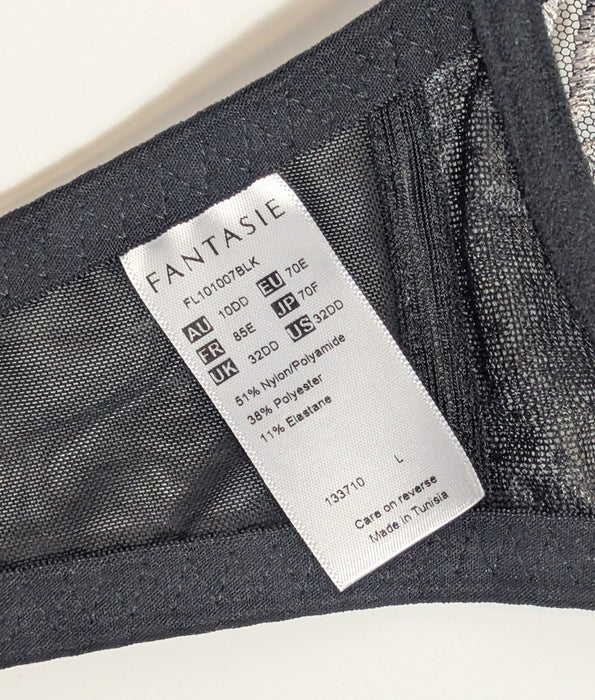 FANTASIE
FL101007BLK
AU 10DD EU 70E
FR 85E JP 70F
UK 32DD US 32DD
51% Nylon/Polyamide
38% Polyester
11% Elastane
133710 L
Care on reverse
Made in Tunisia